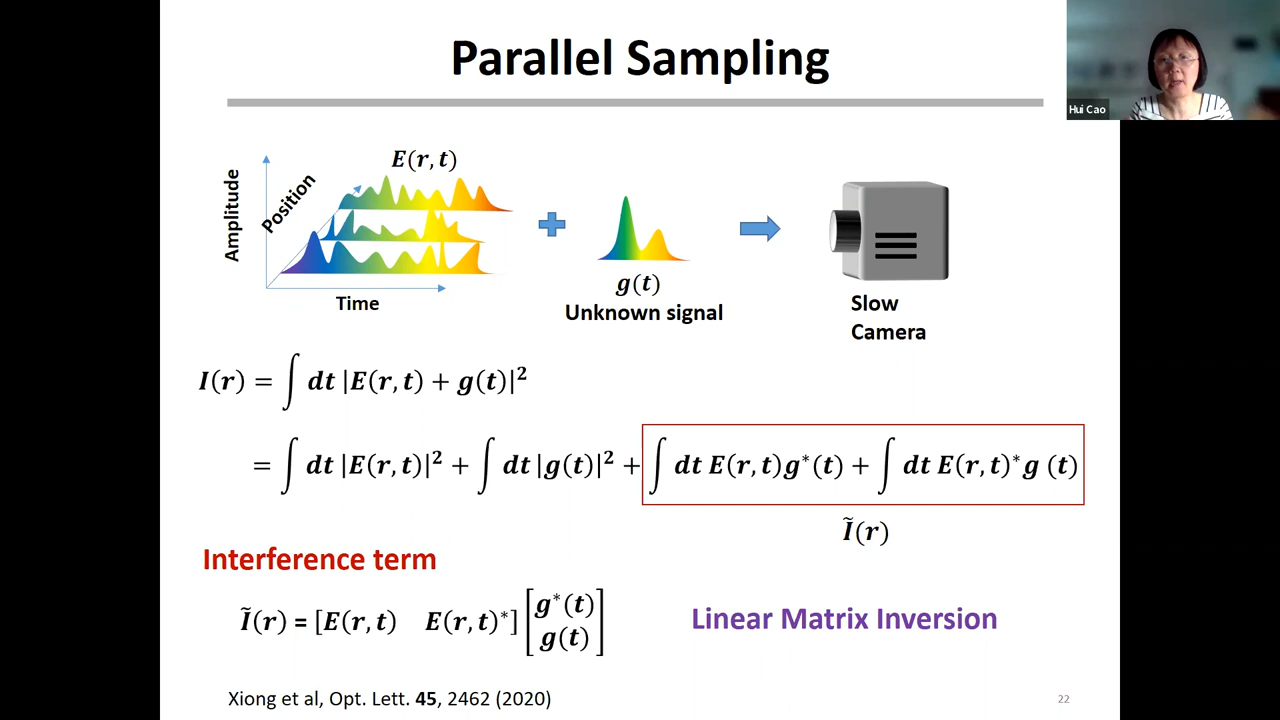 Parallel Sampling
Hui Cao
E(r, t)
Amplitude
Position
Time
g(t)
Unknown signal
Slow
Camera
I(r) = ∫ dt |E(r, t) + g(t)|²
= ∫ dt |E(r, t)|² + ∫ dt |g(t)|² + ∫ dt E(r, t)g*(t) + ∫ dt E(r, t)*g (t)
Ĩ(r)
Interference term
Ĩ(r) = [E(r, t) E(r, t)*] [g*(t) g(t)]
Linear Matrix Inversion
Xiong et al, Opt. Lett. 45, 2462 (2020)
22